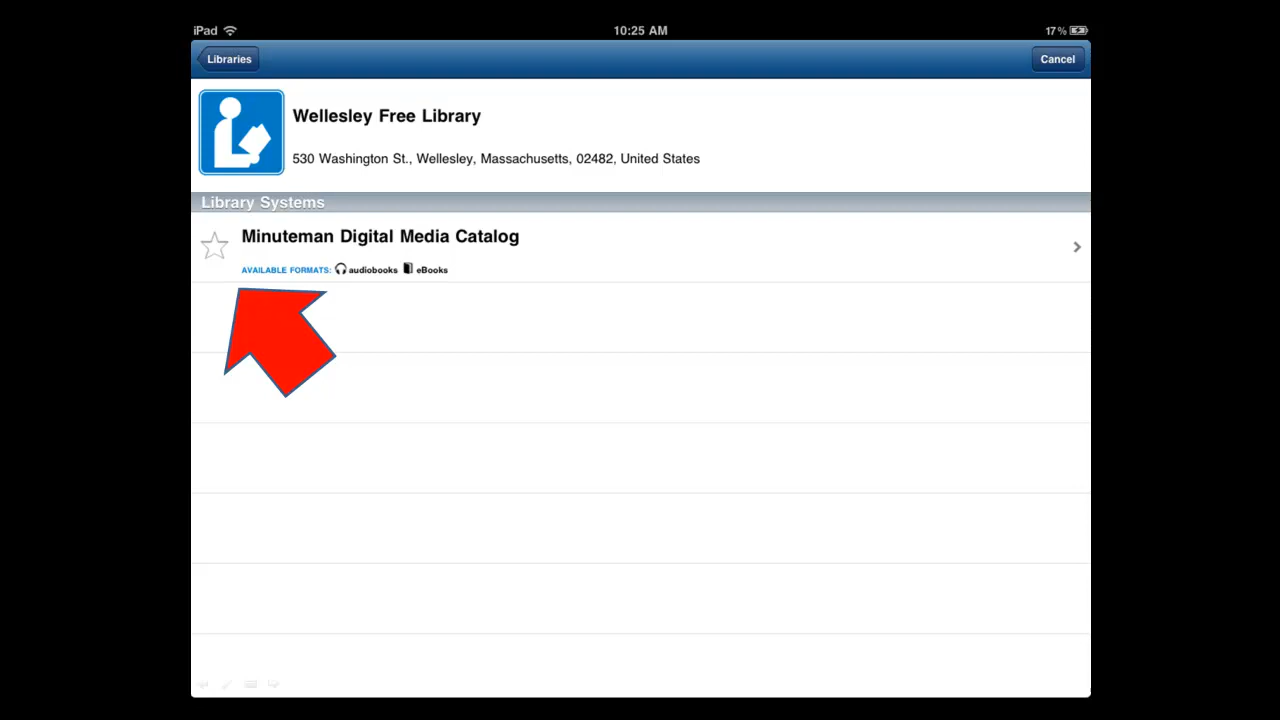 iPad 10:25 AM 17%
Libraries Cancel
Wellesley Free Library
530 Washington St., Wellesley, Massachusetts, 02482, United States
Library Systems
Minuteman Digital Media Catalog
AVAILABLE FORMATS: audiobooks eBooks